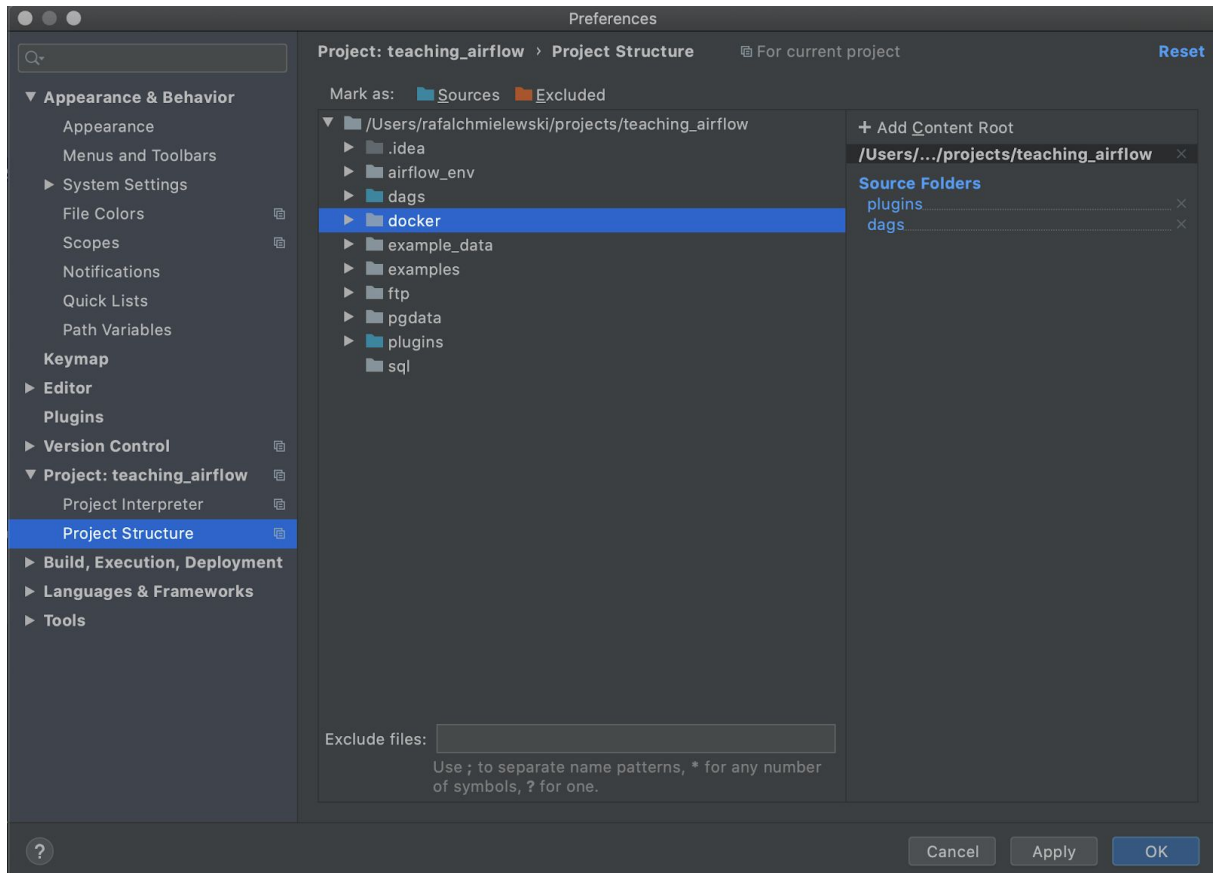 Preferences
Appearance & Behavior
Appearance
Menus and Toolbars
System Settings
File Colors
Scopes
Notifications
Quick Lists
Path Variables
Keymap
Editor
Plugins
Version Control
Project: teaching_airflow
Project Interpreter
Project Structure
Build, Execution, Deployment
Languages & Frameworks
Tools
Project: teaching_airflow › Project Structure For current project Reset
Mark as: Sources Excluded
/Users/rafalchmielewski/projects/teaching_airflow
.idea
airflow_env
dags
docker
example_data
examples
ftp
pgdata
plugins
sql
+ Add Content Root
/Users/.../projects/teaching_airflow
Source Folders
plugins
dags
Exclude files:
Use ; to separate name patterns, * for any number
of symbols, ? for one.
?
Cancel Apply OK